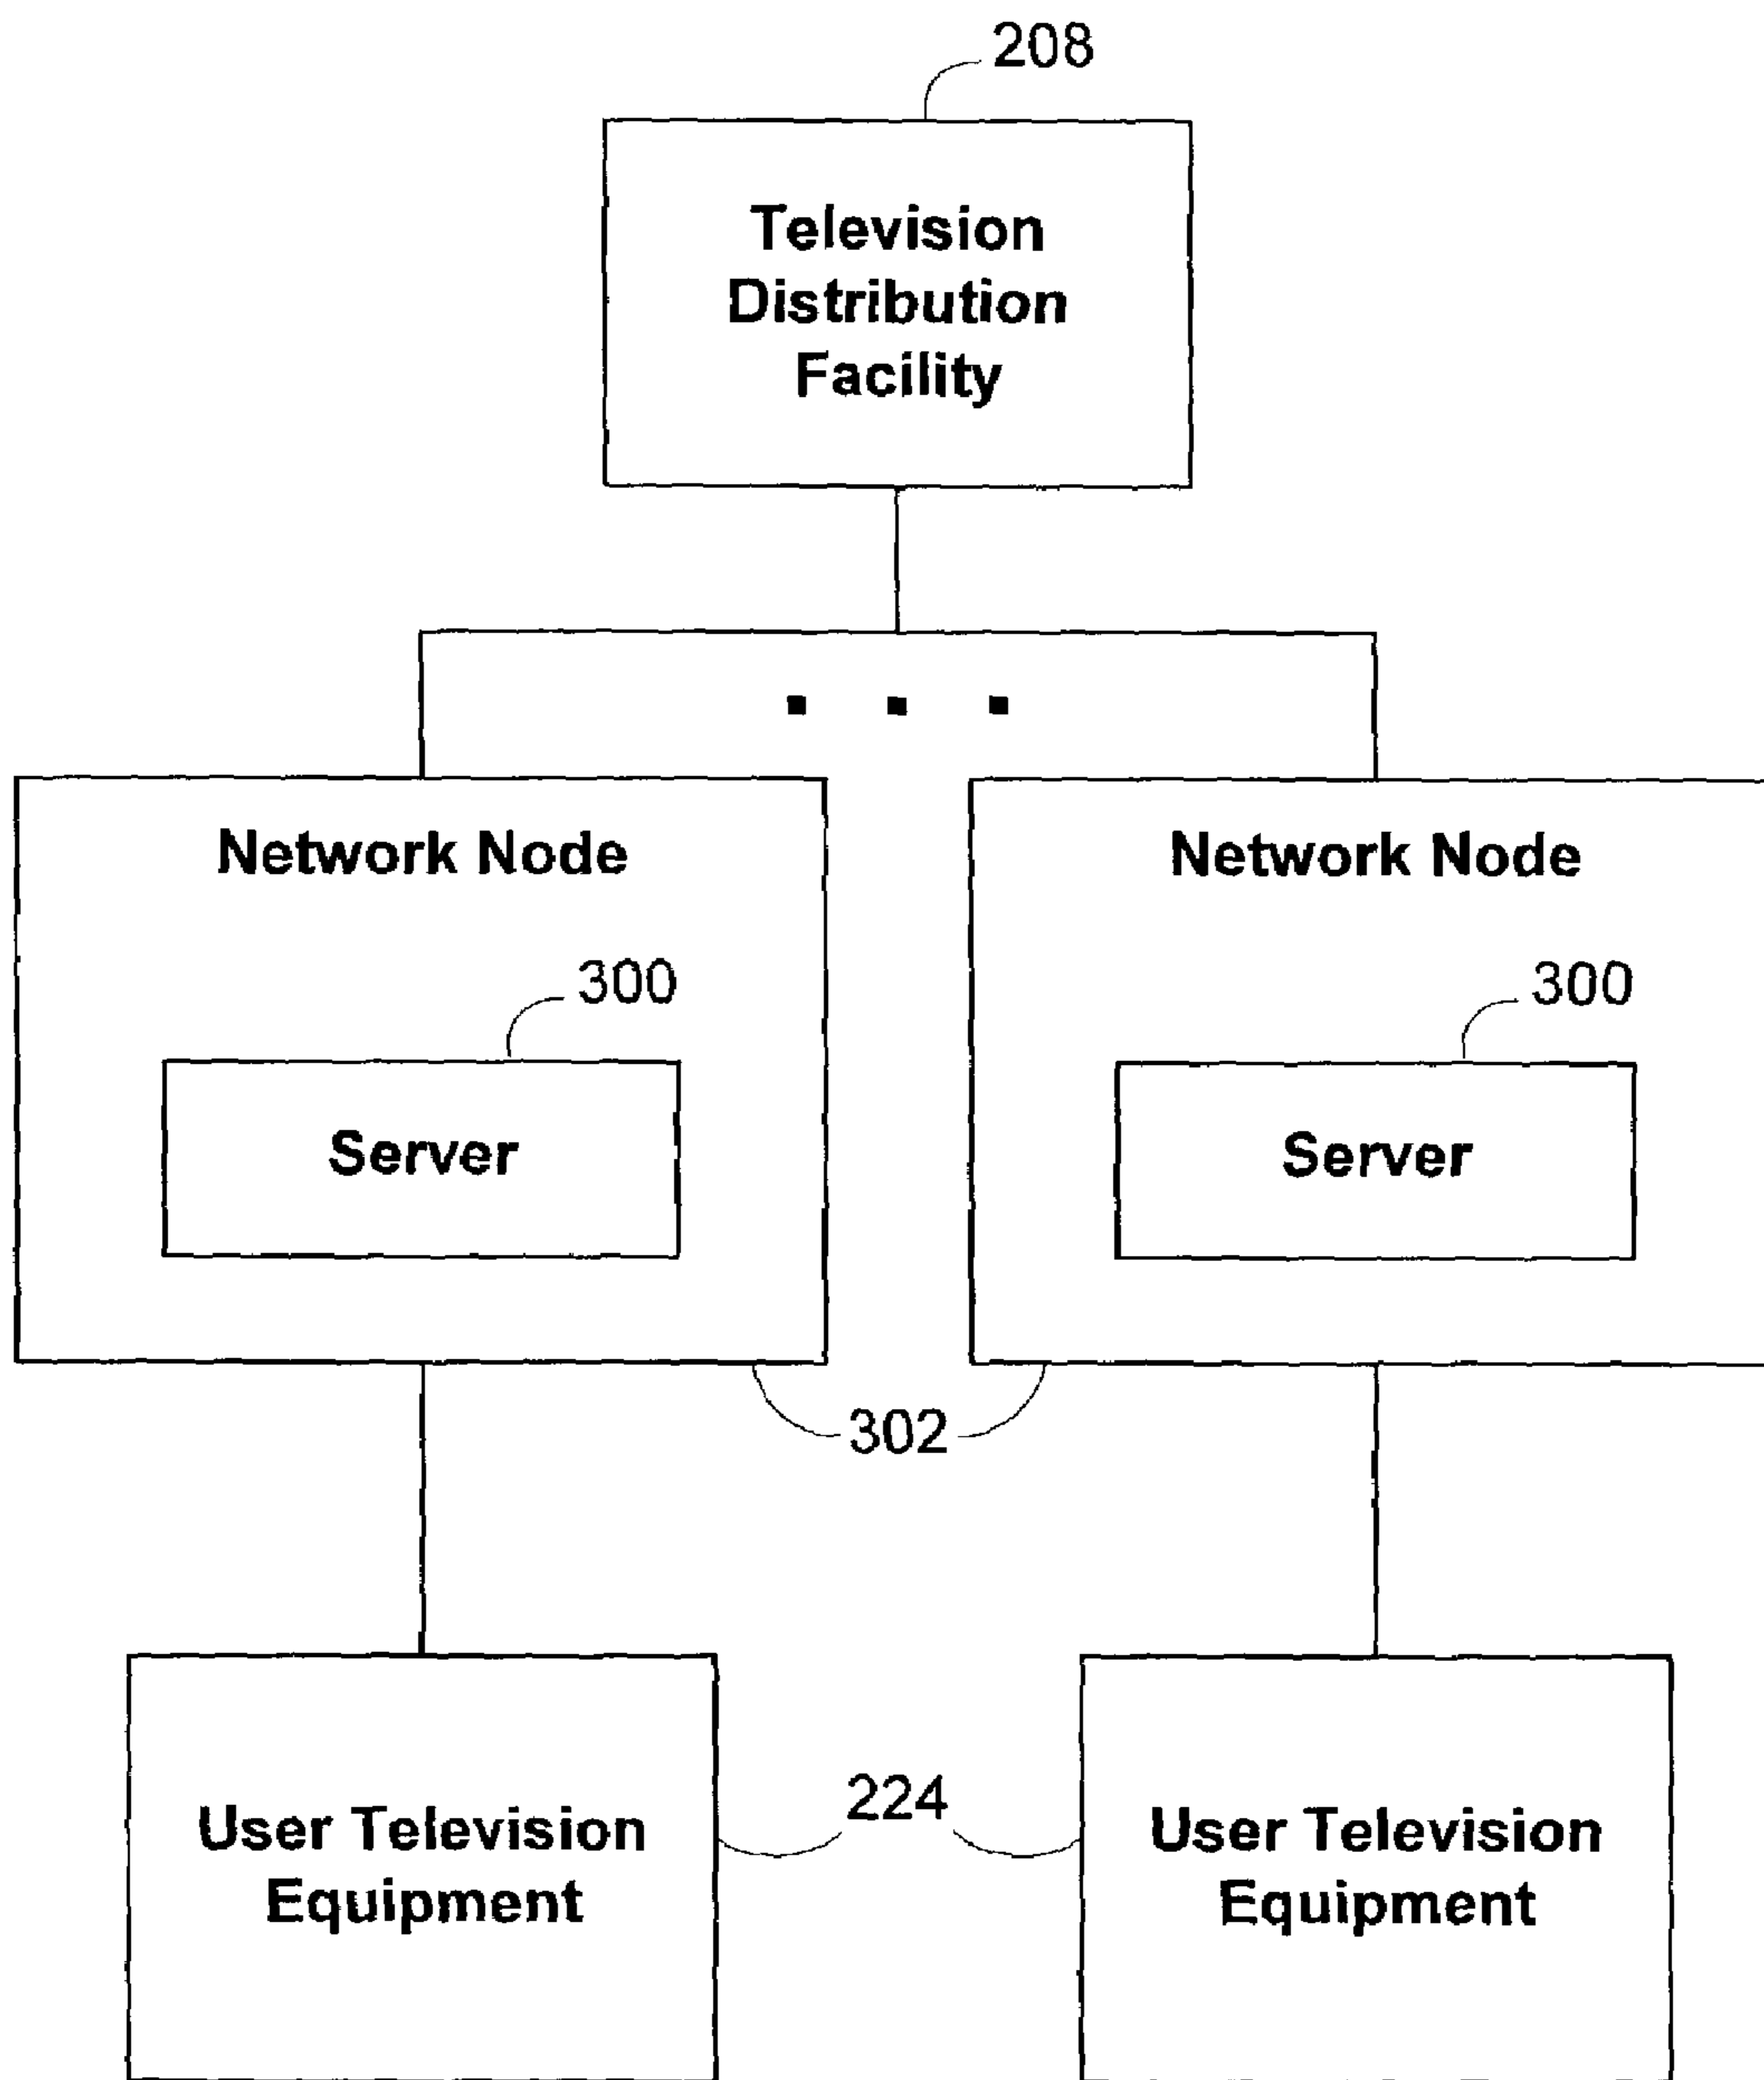 208
Television
Distribution
Facility
Network Node
Network Node
300
300
Server
Server
302
224
User Television
Equipment
User Television
Equipment